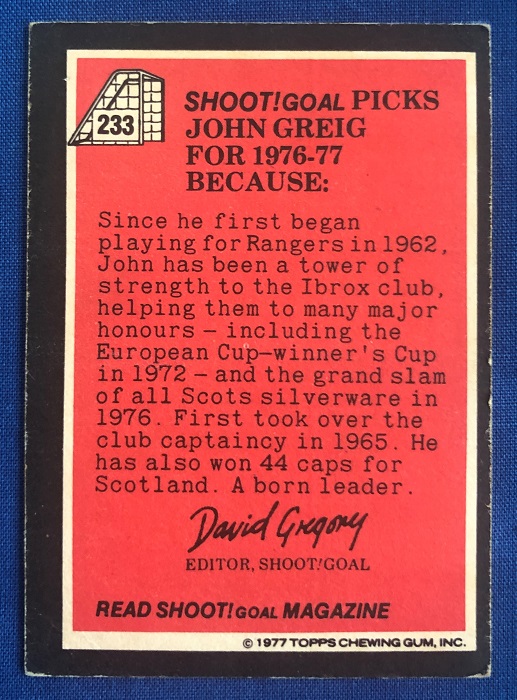 233
SHOOT!GOAL PICKS
JOHN GREIG
FOR 1976-77
BECAUSE:
Since he first began
playing for Rangers in 1962,
John has been a tower of
strength to the Ibrox club,
helping them to many major
honours – including the
European Cup–winner's Cup
in 1972 – and the grand slam
of all Scots silverware in
1976. First took over the
club captaincy in 1965. He
has also won 44 caps for
Scotland. A born leader.
David Gregory
EDITOR, SHOOT!GOAL
READ SHOOT!GOAL MAGAZINE
© 1977 TOPPS CHEWING GUM, INC.